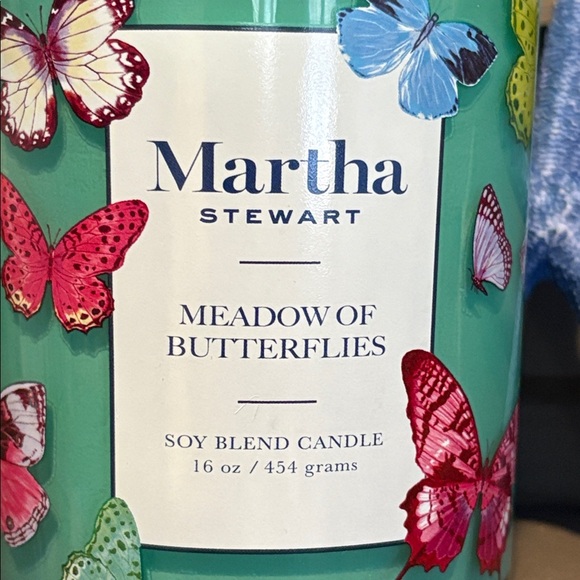 Martha
STEWART
MEADOW OF
BUTTERFLIES
SOY BLEND CANDLE
16 oz / 454 grams